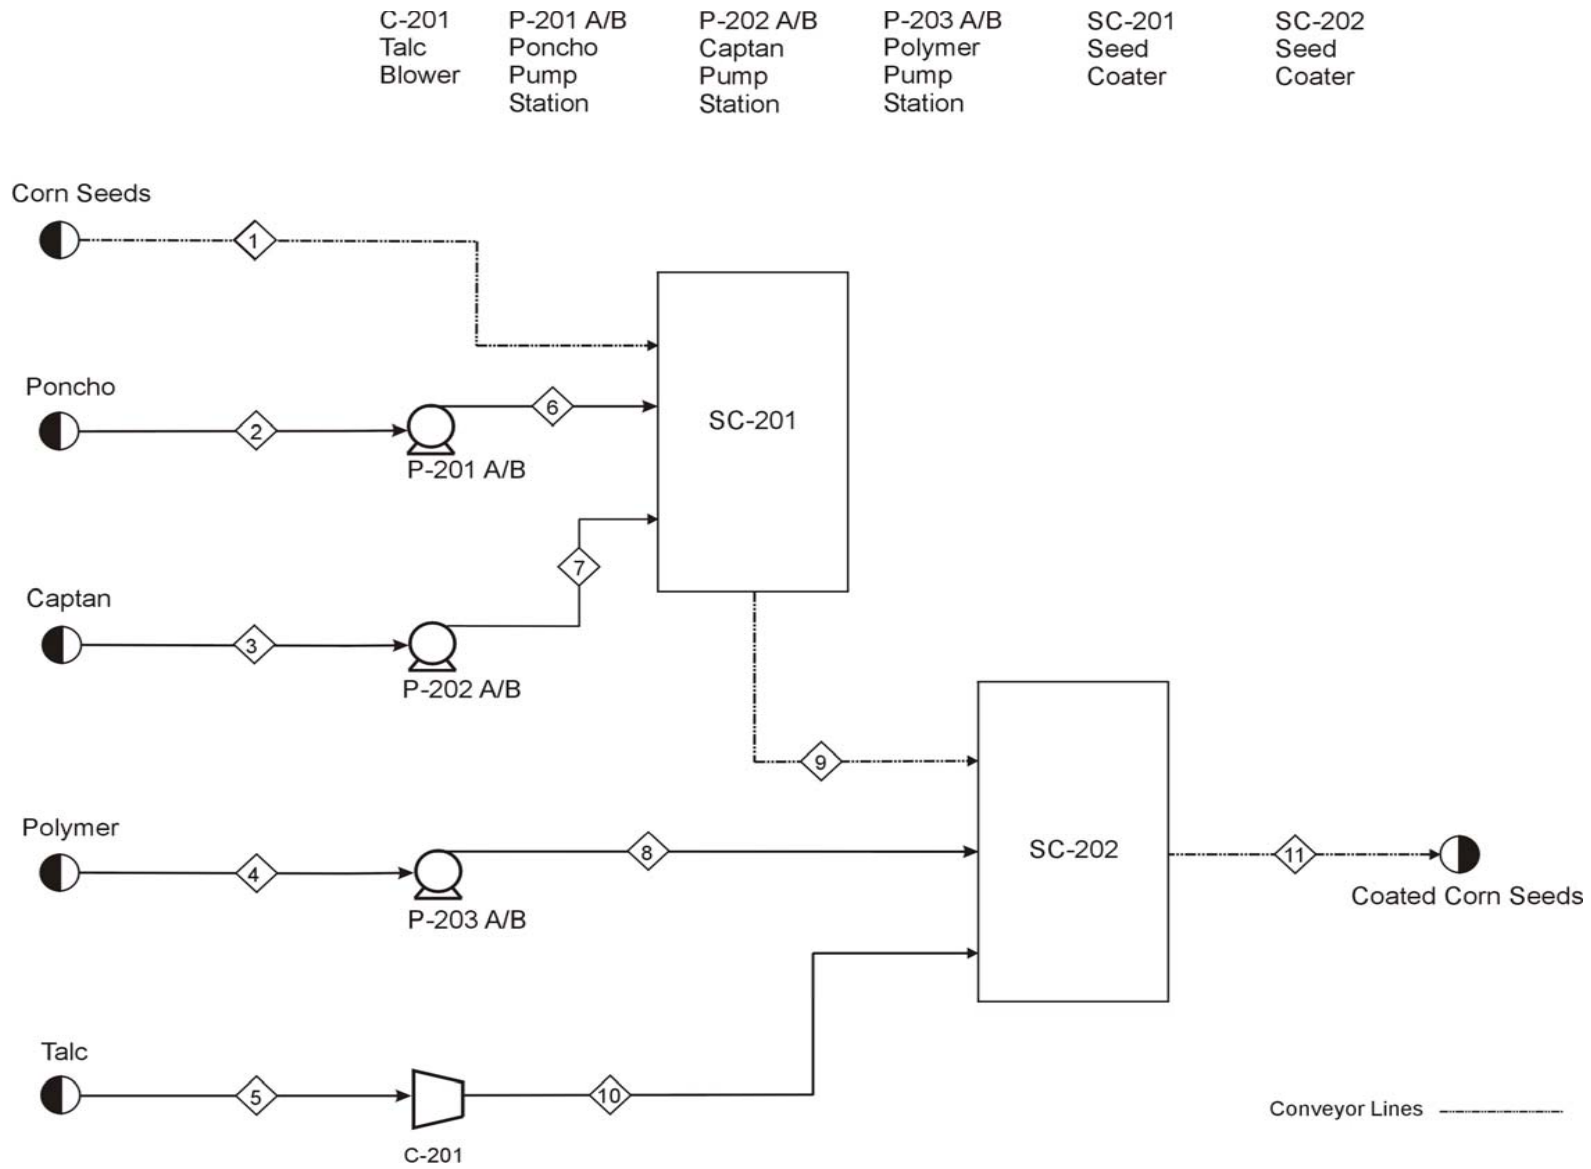 C-201 P-201 A/B P-202 A/B P-203 A/B SC-201 SC-202
Talc Poncho Captan Polymer Seed Seed
Blower Pump Pump Pump Coater Coater
Station Station Station
Corn Seeds
1
Poncho
2
6
SC-201
P-201 A/B
7
Captan
3
P-202 A/B
9
Polymer
4
8
SC-202
11
P-203 A/B
Coated Corn Seeds
Talc
5
10
C-201
Conveyor Lines